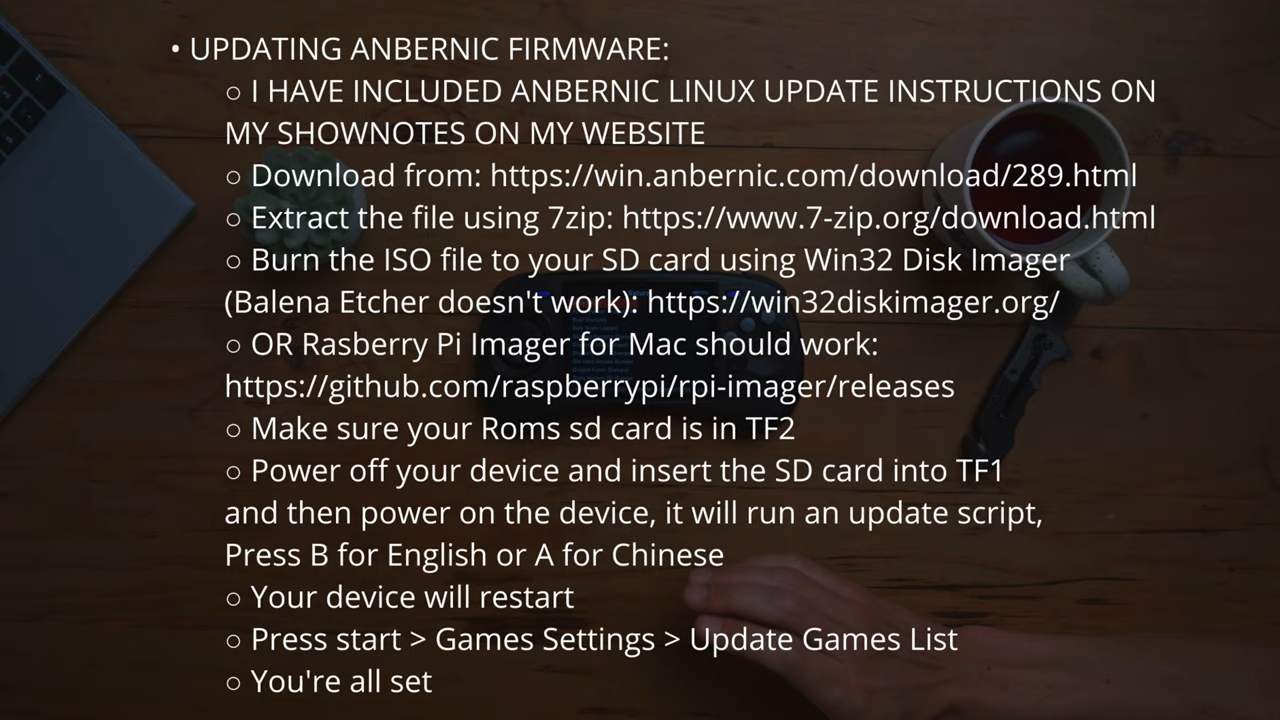 • UPDATING ANBERNIC FIRMWARE:
○ I HAVE INCLUDED ANBERNIC LINUX UPDATE INSTRUCTIONS ON
MY SHOWNOTES ON MY WEBSITE
○ Download from: https://win.anbernic.com/download/289.html
○ Extract the file using 7zip: https://www.7-zip.org/download.html
○ Burn the ISO file to your SD card using Win32 Disk Imager
(Balena Etcher doesn't work): https://win32diskimager.org/
○ OR Rasberry Pi Imager for Mac should work:
https://github.com/raspberrypi/rpi-imager/releases
○ Make sure your Roms sd card is in TF2
○ Power off your device and insert the SD card into TF1
and then power on the device, it will run an update script,
Press B for English or A for Chinese
○ Your device will restart
○ Press start > Games Settings > Update Games List
○ You're all set